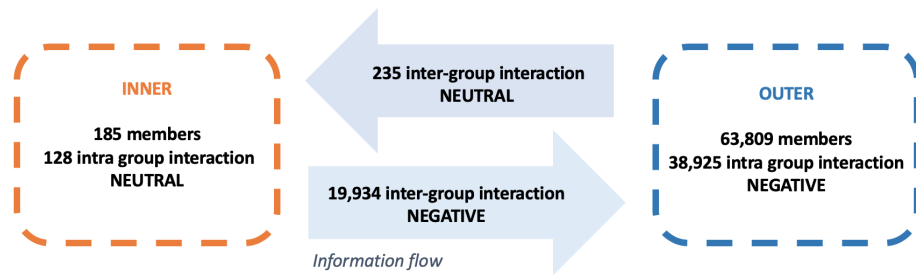 INNER
185 members
128 intra group interaction
NEUTRAL
235 inter-group interaction
NEUTRAL
19,934 inter-group interaction
NEGATIVE
Information flow
OUTER
63,809 members
38,925 intra group interaction
NEGATIVE